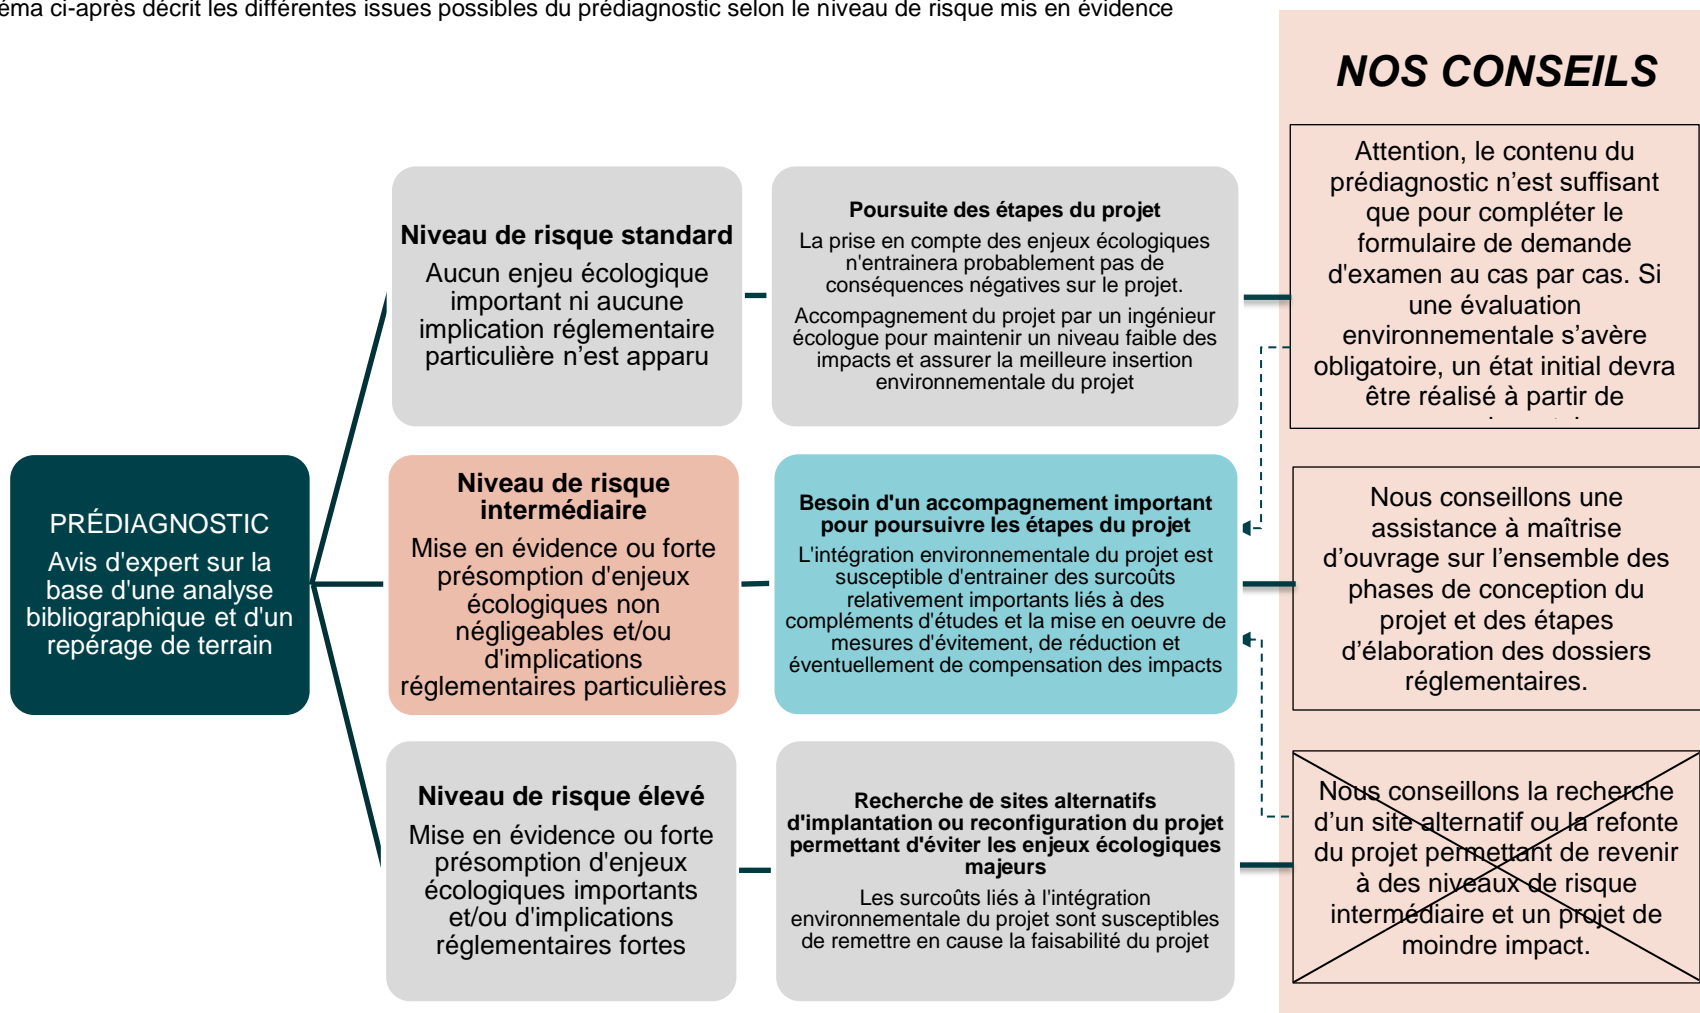 éma ci-après décrit les différentes issues possibles du prédiagnostic selon le niveau de risque mis en évidence
NOS CONSEILS
PRÉDIAGNOSTIC
Avis d'expert sur la
base d'une analyse
bibliographique et d'un
repérage de terrain
Niveau de risque standard
Aucun enjeu écologique
important ni aucune
implication réglementaire
particulière n’est apparu
Poursuite des étapes du projet
La prise en compte des enjeux écologiques
n'entrainera probablement pas de
conséquences négatives sur le projet.
Accompagnement du projet par un ingénieur
écologue pour maintenir un niveau faible des
impacts et assurer la meilleure insertion
environnementale du projet
Attention, le contenu du
prédiagnostic n’est suffisant
que pour compléter le
formulaire de demande
d'examen au cas par cas. Si
une évaluation
environnementale s’avère
obligatoire, un état initial devra
être réalisé à partir de
Niveau de risque
intermédiaire
Mise en évidence ou forte
présomption d'enjeux
écologiques non
négligeables et/ou
d'implications
réglementaires particulières
Besoin d'un accompagnement important
pour poursuivre les étapes du projet
L'intégration environnementale du projet est
susceptible d'entrainer des surcoûts
relativement importants liés à des
compléments d'études et la mise en oeuvre de
mesures d'évitement, de réduction et
éventuellement de compensation des impacts
Nous conseillons une
assistance à maîtrise
d’ouvrage sur l’ensemble des
phases de conception du
projet et des étapes
d’élaboration des dossiers
réglementaires.
Niveau de risque élevé
Mise en évidence ou forte
présomption d'enjeux
écologiques importants
et/ou d'implications
réglementaires fortes
Recherche de sites alternatifs
d'implantation ou reconfiguration du projet
permettant d'éviter les enjeux écologiques
majeurs
Les surcoûts liés à l'intégration
environnementale du projet sont susceptibles
de remettre en cause la faisabilité du projet
Nous conseillons la recherche
d’un site alternatif ou la refonte
du projet permettant de revenir
à des niveaux de risque
intermédiaire et un projet de
moindre impact.